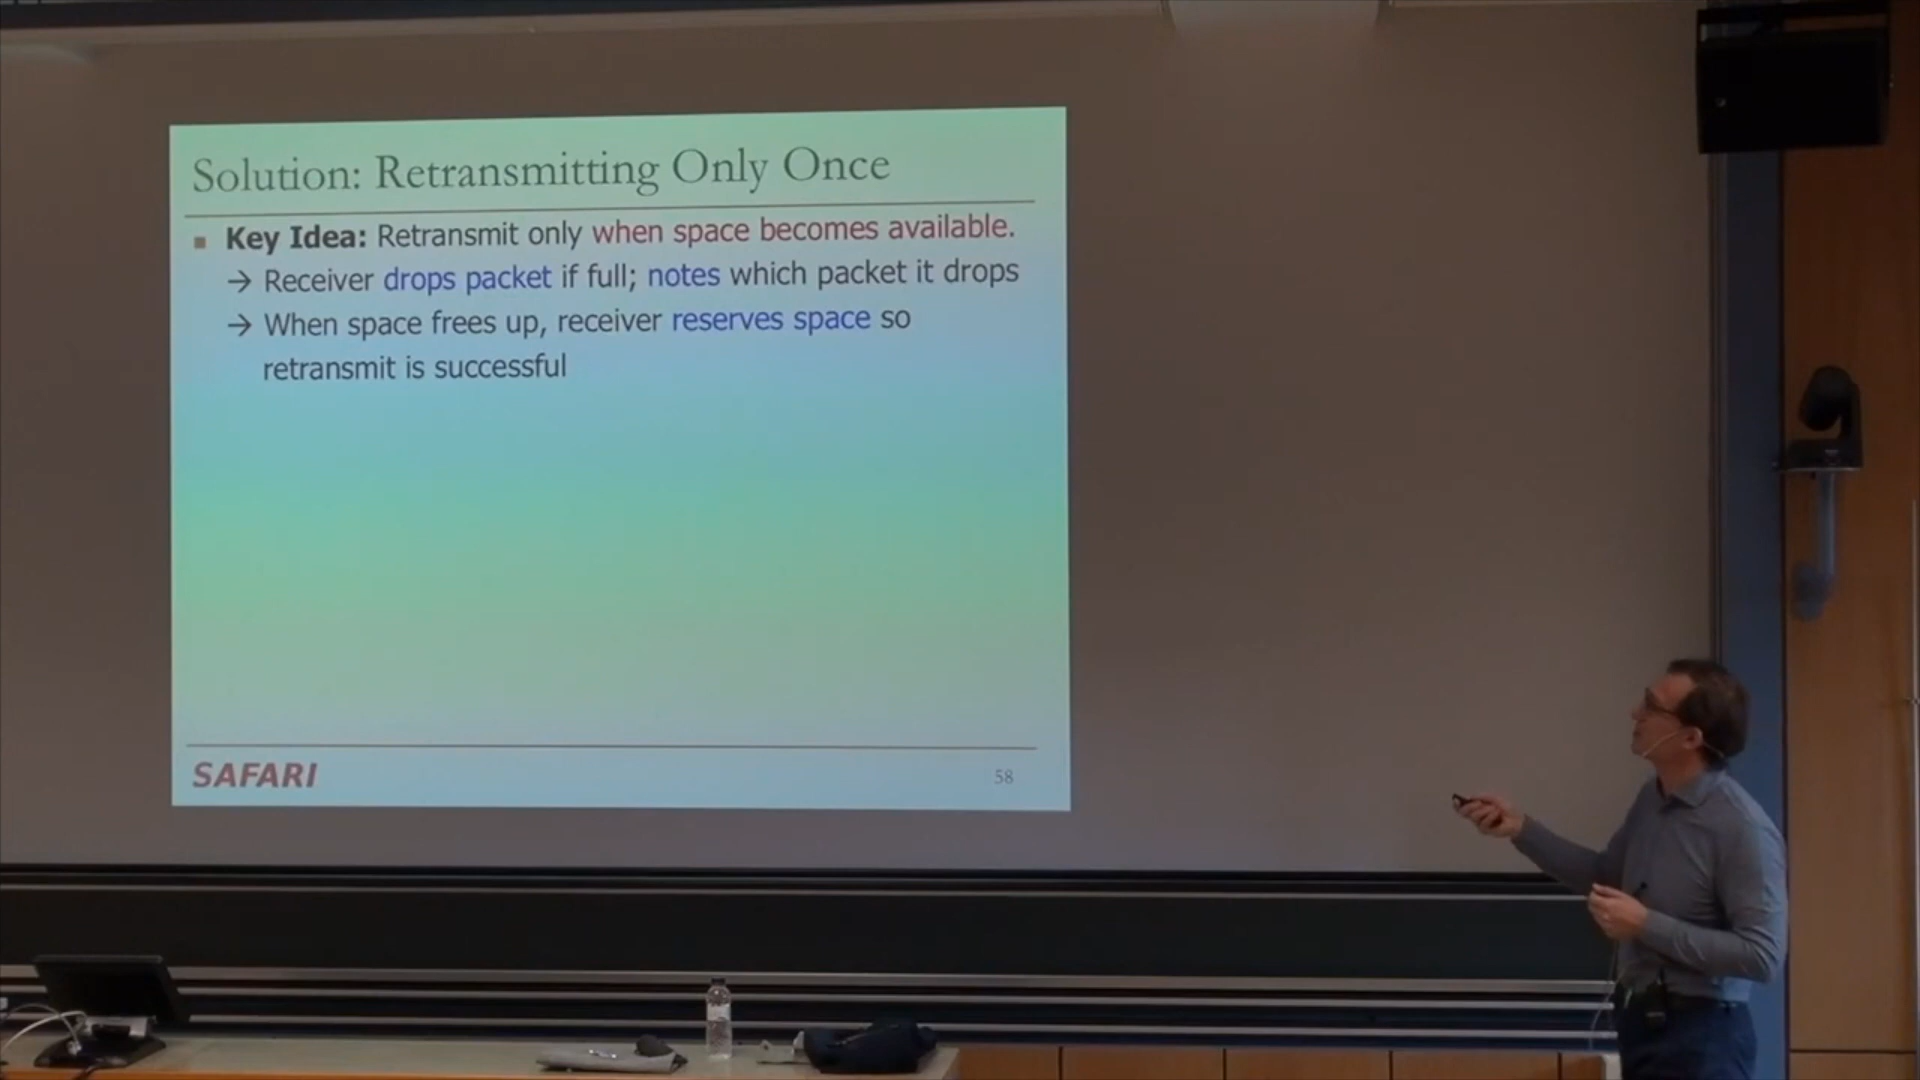 Solution: Retransmitting Only Once
▪ Key Idea: Retransmit only when space becomes available.
→ Receiver drops packet if full; notes which packet it drops
→ When space frees up, receiver reserves space so
retransmit is successful
SAFARI
58